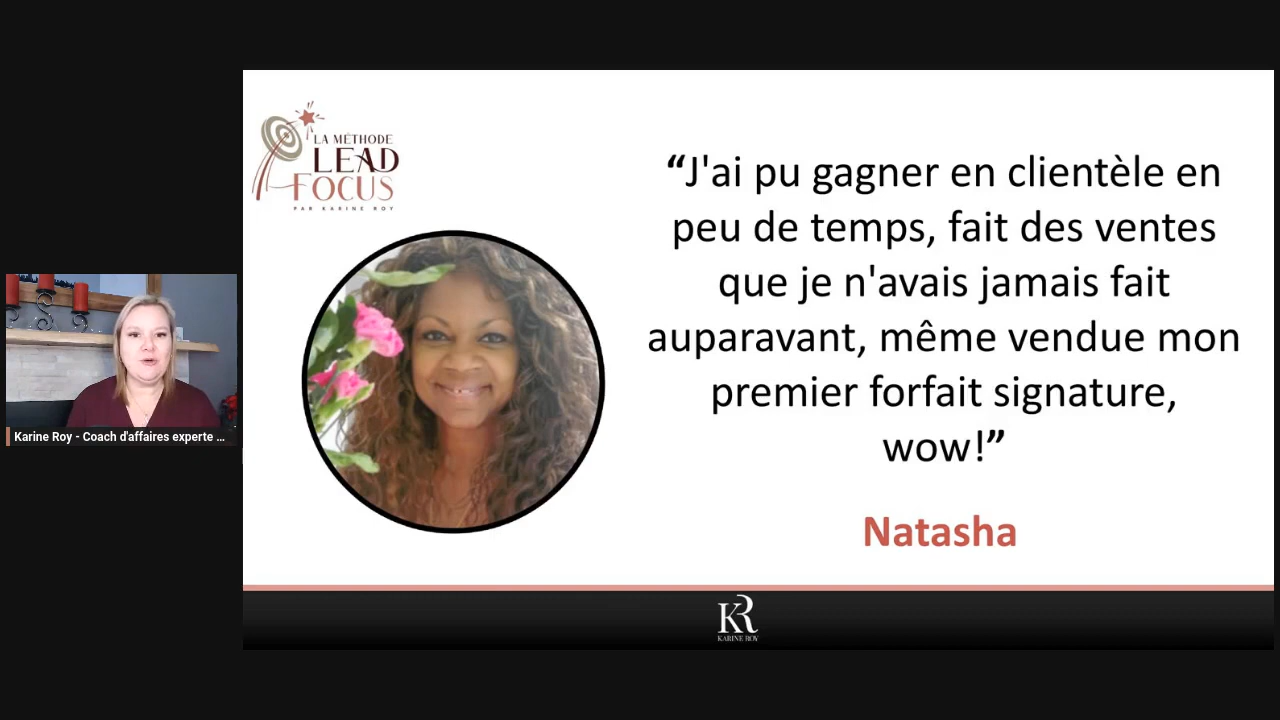 LA MÉTHODE
LEAD
FOCUS
PAR KARINE ROY
“J'ai pu gagner en clientèle en
peu de temps, fait des ventes
que je n'avais jamais fait
auparavant, même vendue mon
premier forfait signature,
wow!”
Natasha
Karine Roy - Coach d'affaires experte ...
KR
KARINE ROY